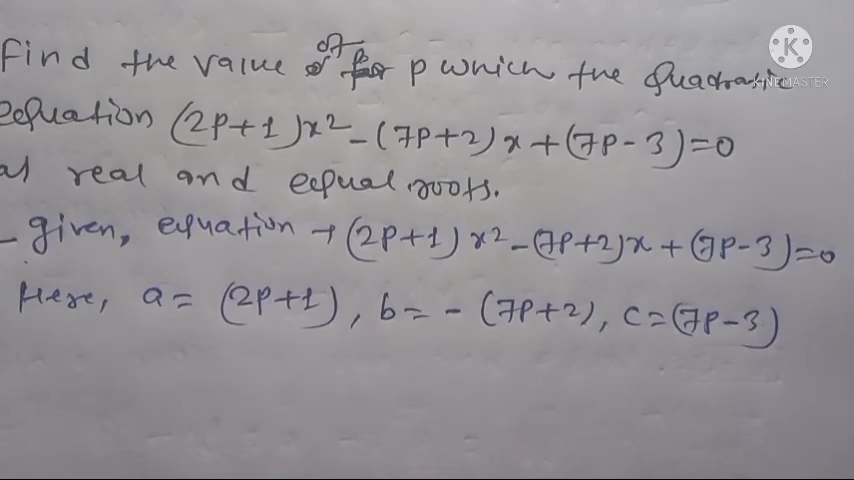 Find the value of p which the quadratic
equation (2p+1)x² - (7p+2)x + (7p-3)=0
real and equal roots.
given, equation → (2p+1)x² - (7p+2)x + (7p-3)=0
Here, a = (2p+1), b = - (7p+2), c = (7p-3)
K
KINEMASTER